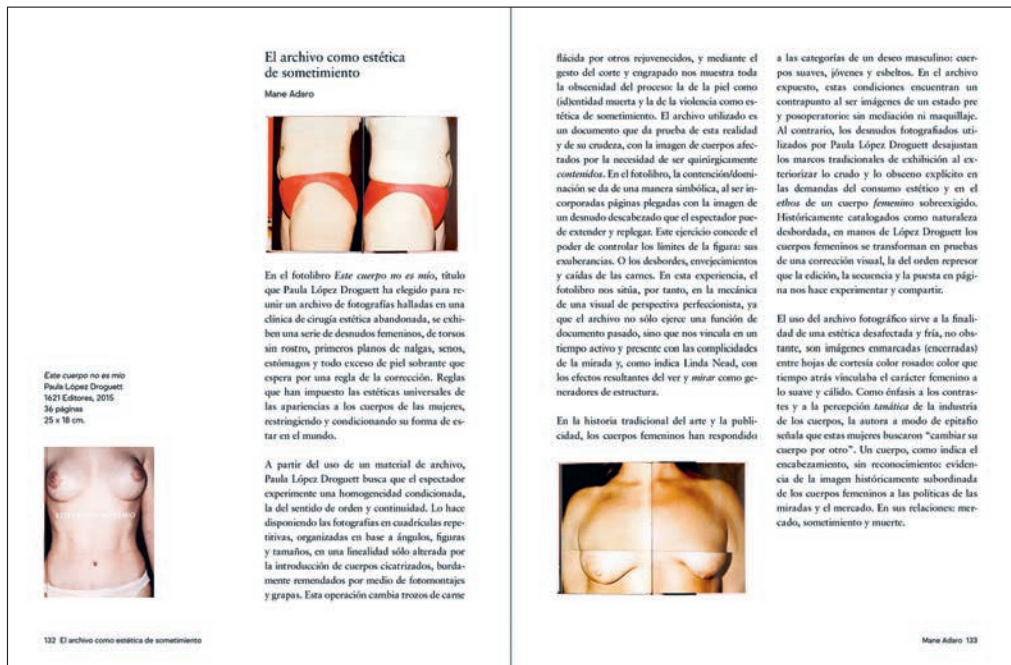 El archivo como estética
de sometimiento
Mane Adaro
En el fotolibro Este cuerpo no es mío, título
que Paula López Droguett ha elegido para re-
unir un archivo de fotografías halladas en una
clínica de cirugía estética abandonada, se exhi-
ben una serie de desnudos femeninos, de torsos
sin rostro, primeros planos de nalgas, senos,
estómagos y todo exceso de piel sobrante que
espera por una regla de la corrección. Reglas
que han impuesto las estéticas universales de
las apariencias a los cuerpos de las mujeres,
restringiendo y condicionando su forma de es-
tar en el mundo.
A partir del uso de un material de archivo,
Paula López Droguett busca que el espectador
experimente una homogeneidad condicionada,
la del sentido de orden y continuidad. Lo hace
disponiendo las fotografías en cuadrículas repe-
titivas, organizadas en base a ángulos, figuras
y tamaños, en una linealidad sólo alterada por
la introducción de cuerpos cicatrizados, burda-
mente remendados por medio de fotomontajes
y grapas. Esta operación cambia trozos de carne
Este cuerpo no es mío
Paula López Droguett
1621 Editores, 2015
36 páginas
25 x 18 cm.
132 El archivo como estética de sometimiento
flácida por otros rejuvenecidos, y mediante el
gesto del corte y engrapado nos muestra toda
la obscenidad del proceso: la de la piel como
(id)entidad muerta y la de la violencia como es-
tética de sometimiento. El archivo utilizado es
un documento que da prueba de esta realidad
y de su crudeza, con la imagen de cuerpos afec-
tados por la necesidad de ser quirúrgicamente
contenidos. En el fotolibro, la contención/domi-
nación se da de una manera simbólica, al ser in-
corporadas páginas plegadas con la imagen de
un desnudo descabezado que el espectador pue-
de extender y replegar. Este ejercicio concede el
poder de controlar los límites de la figura: sus
exuberancias. O los desbordes, envejecimientos
y caídas de las carnes. En esta experiencia, el
fotolibro nos sitúa, por tanto, en la mecánica
de una visual de perspectiva perfeccionista, ya
que el archivo no sólo ejerce una función de
documento pasado, sino que nos vincula en un
tiempo activo y presente con las complicidades
de la mirada y, como indica Linda Nead, con
los efectos resultantes del ver y mirar como ge-
neradores de estructura.
En la historia tradicional del arte y la publi-
cidad, los cuerpos femeninos han respondido
a las categorías de un deseo masculino: cuer-
pos suaves, jóvenes y esbeltos. En el archivo
expuesto, estas condiciones encuentran un
contrapunto al ser imágenes de un estado pre
y posoperatorio: sin mediación ni maquillaje.
Al contrario, los desnudos fotografiados uti-
lizados por Paula López Droguett desajustan
los marcos tradicionales de exhibición al ex-
teriorizar lo crudo y lo obsceno explícito en
las demandas del consumo estético y en el
ethos de un cuerpo femenino sobreexigido.
Históricamente catalogados como naturaleza
desbordada, en manos de López Droguett los
cuerpos femeninos se transforman en pruebas
de una corrección visual, la del orden represor
que la edición, la secuencia y la puesta en pági-
na nos hace experimentar y compartir.
El uso del archivo fotográfico sirve a la finali-
dad de una estética desafectada y fría, no obs-
tante, son imágenes enmarcadas (encerradas)
entre hojas de cortesía color rosado: color que
tiempo atrás vinculaba el carácter femenino a
lo suave y cálido. Como énfasis a los contras-
tes y a la percepción tanática de la industria
de los cuerpos, la autora a modo de epitafio
señala que estas mujeres buscaron “cambiar su
cuerpo por otro”. Un cuerpo, como indica el
encabezamiento, sin reconocimiento: eviden-
cia de la imagen históricamente subordinada
de los cuerpos femeninos a las políticas de las
miradas y el mercado. En sus relaciones: mer-
cado, sometimiento y muerte.
Mane Adaro 133